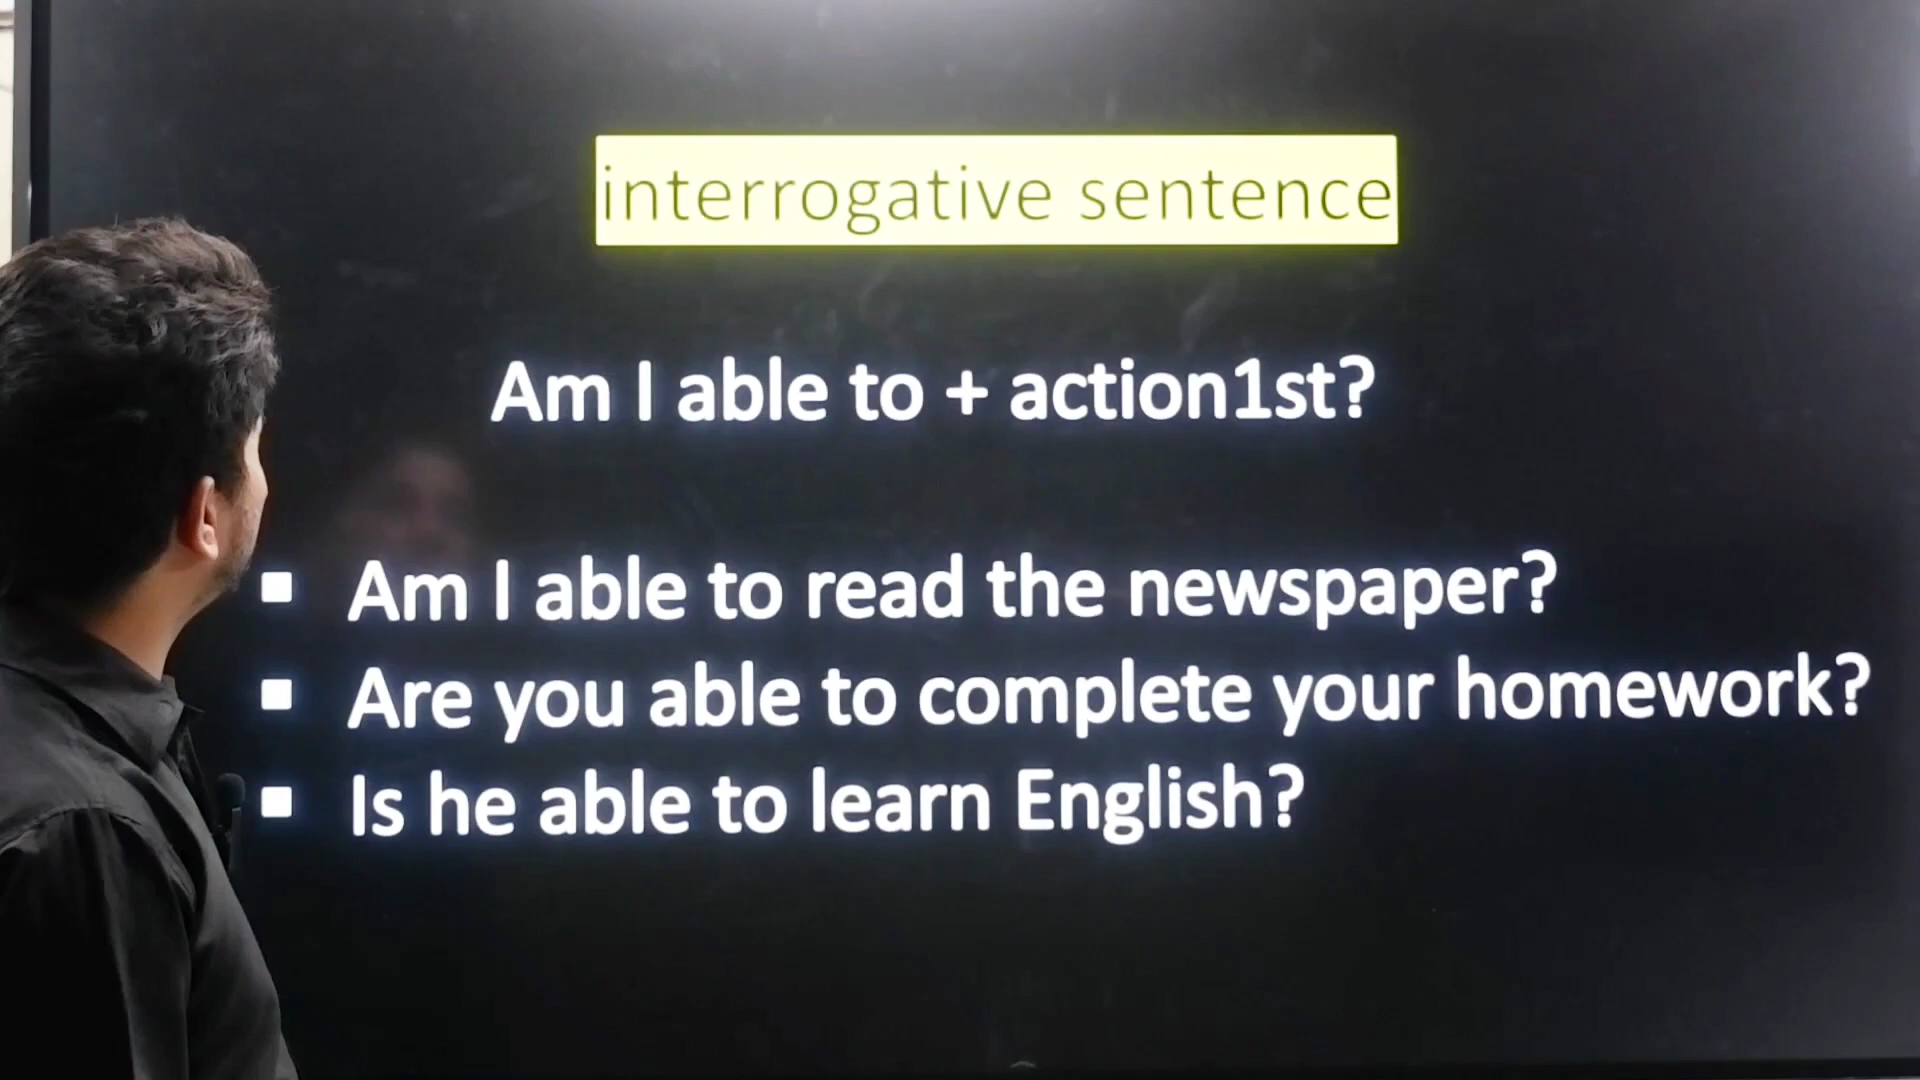 interrogative sentence
Am I able to + action1st?
▪ Am I able to read the newspaper?
▪ Are you able to complete your homework?
▪ Is he able to learn English?